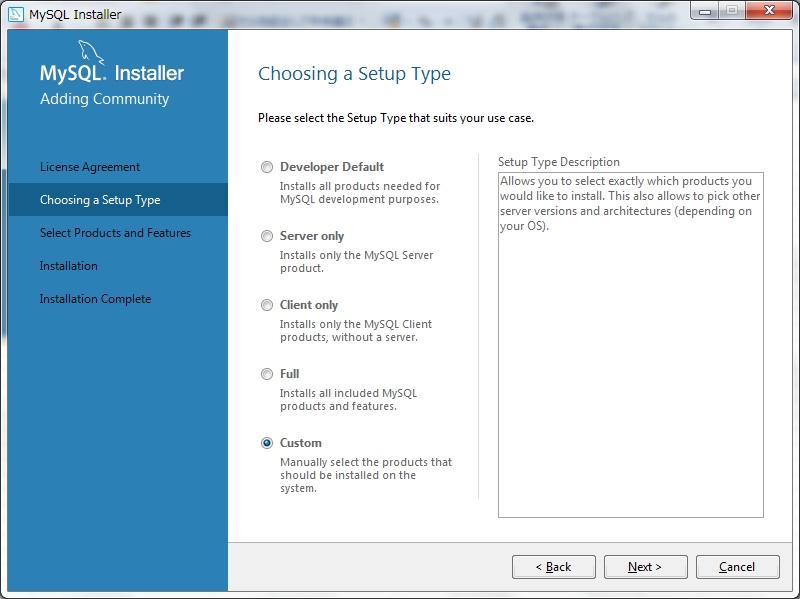 MySQL Installer
MySQL. Installer
Adding Community
License Agreement
Choosing a Setup Type
Select Products and Features
Installation
Installation Complete
Choosing a Setup Type
Please select the Setup Type that suits your use case.
Developer Default
Installs all products needed for
MySQL development purposes.
Server only
Installs only the MySQL Server
product.
Client only
Installs only the MySQL Client
products, without a server.
Full
Installs all included MySQL
products and features.
Custom
Manually select the products that
should be installed on the
system.
Setup Type Description
Allows you to select exactly which products you
would like to install. This also allows to pick other
server versions and architectures (depending on
your OS).
< Back
Next >
Cancel